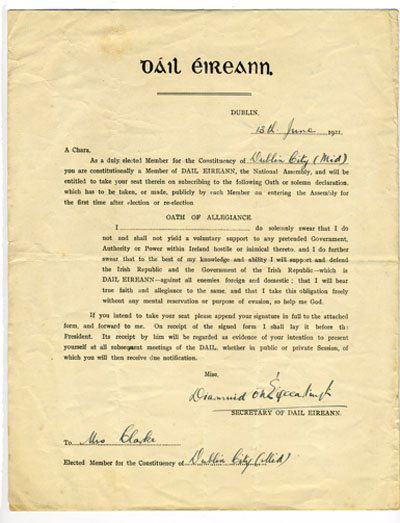 Dáil Éireann.
DUBLIN,
13th June 1921.
A Chara,
As a duly elected Member for the Constituency of Dublin City (Mid)
you are constitutionally a Member of DAIL EIREANN, the National Assembly, and will be
entitled to take your seat therein on subscribing to the following Oath or solemn declaration
which has to be taken, or made, publicly by each Member on entering the Assembly for
the first time after election or re-election.
OATH OF ALLEGIANCE.
I do solemnly swear that I do
not and shall not yield a voluntary support to any pretended Government,
Authority or Power within Ireland hostile or inimical thereto, and I do further
swear that to the best of my knowledge and ability I will support and defend
the Irish Republic and the Government of the Irish Republic—which is
DAIL EIREANN—against all enemies foreign and domestic; that I will bear
true faith and allegiance to the same, and that I take this obligation freely
without any mental reservation or purpose of evasion, so help me God.
If you intend to take your seat please append your signature in full to the attached
form, and forward to me. On receipt of the signed form I shall lay it before the
President. Its receipt by him will be regarded as evidence of your intention to present
yourself at all subsequent meetings of the DAIL, whether in public or private Session, of
which you will then receive due notification.
Mise,
Diarmuid
SECRETARY OF DAIL EIREANN.
To Mrs Clarke
Elected Member for the Constituency of Dublin City (Mid)